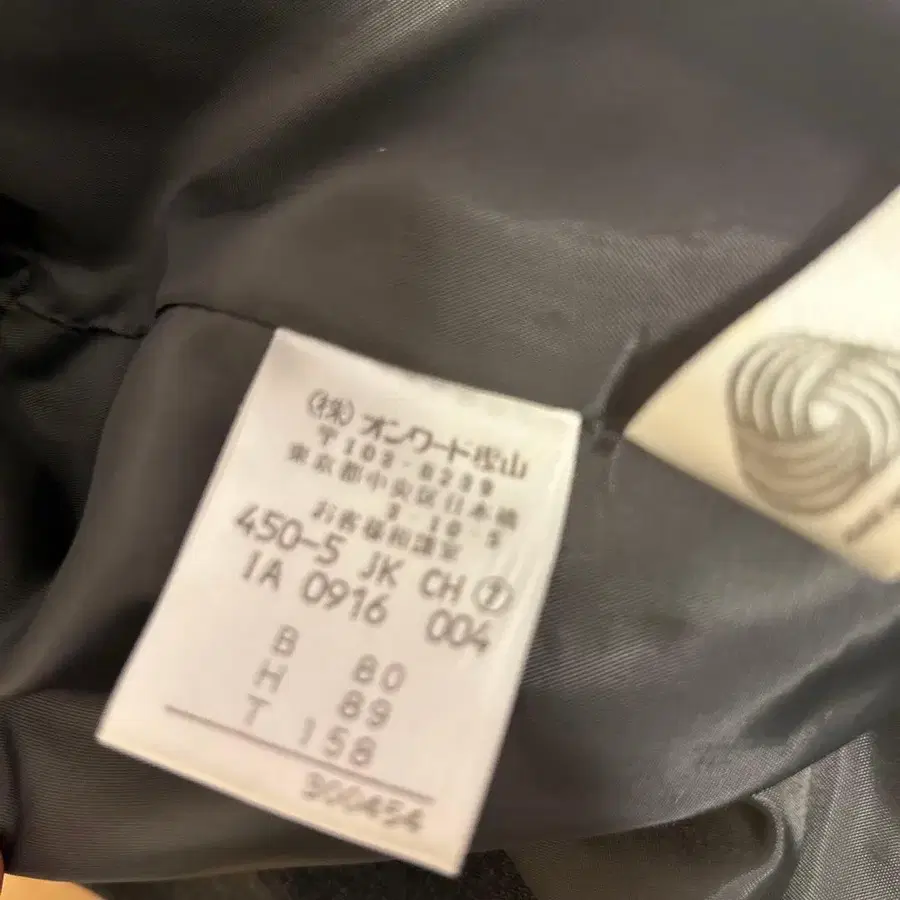 (株)オンワード樫山
〒103-8239
東京都中央区日本橋
3-10-5
お客様相談室
450-5 JK CH ⑦
IA 0916 004
B 80
H 89
T 158
300454